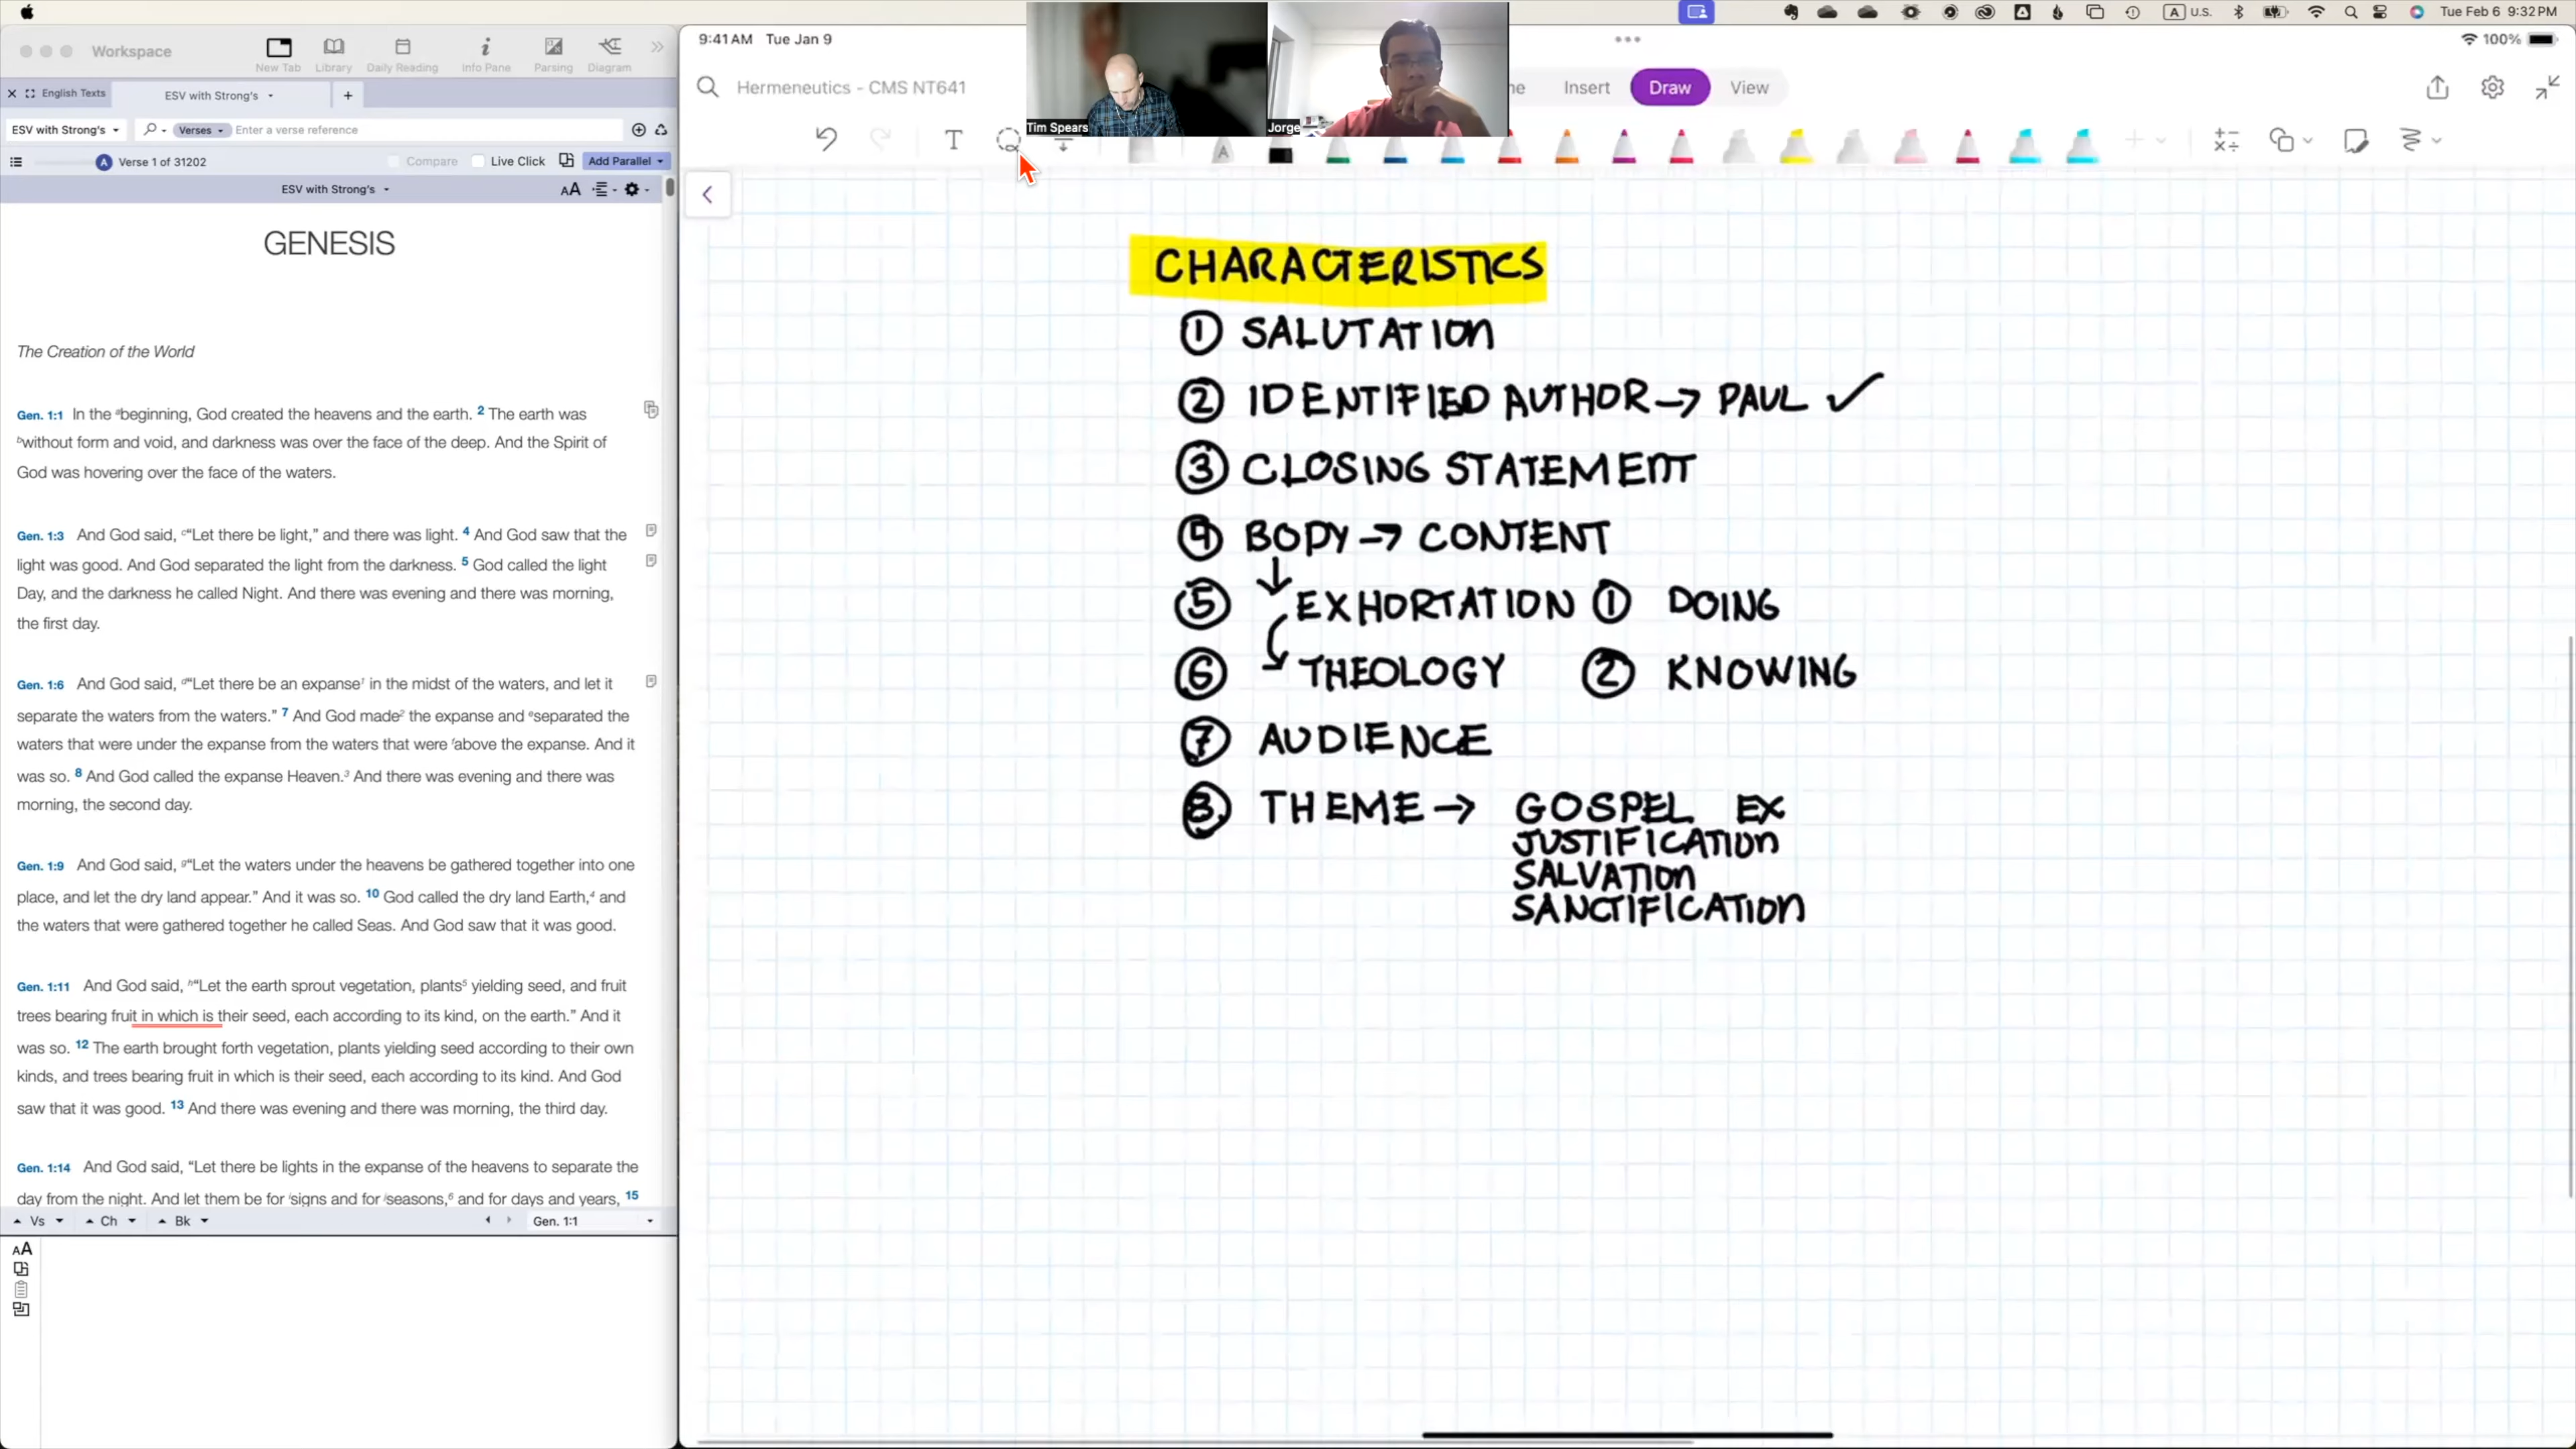 Tue Feb 6 9:32 PM
U.S.
Workspace
New Tab
Library
Daily Reading
Info Pane
Parsing
Diagram
English Texts
ESV with Strong's
ESV with Strong's
Verses
Enter a verse reference
Verse 1 of 31202
Compare
Live Click
Add Parallel
ESV with Strong's
GENESIS
The Creation of the World
Gen. 1:1 In the ᵃbeginning, God created the heavens and the earth. 2 The earth was
ᵇwithout form and void, and darkness was over the face of the deep. And the Spirit of
God was hovering over the face of the waters.
Gen. 1:3 And God said, ᶜ“Let there be light,” and there was light. 4 And God saw that the
light was good. And God separated the light from the darkness. 5 God called the light
Day, and the darkness he called Night. And there was evening and there was morning,
the first day.
Gen. 1:6 And God said, ᵈ“Let there be an expanse¹ in the midst of the waters, and let it
separate the waters from the waters.” 7 And God made² the expanse and ᵉseparated the
waters that were under the expanse from the waters that were ᶠabove the expanse. And it
was so. 8 And God called the expanse Heaven.³ And there was evening and there was
morning, the second day.
Gen. 1:9 And God said, ᵍ“Let the waters under the heavens be gathered together into one
place, and let the dry land appear.” And it was so. 10 God called the dry land Earth,⁴ and
the waters that were gathered together he called Seas. And God saw that it was good.
Gen. 1:11 And God said, ʰ“Let the earth sprout vegetation, plants⁵ yielding seed, and fruit
trees bearing fruit in which is their seed, each according to its kind, on the earth.” And it
was so. 12 The earth brought forth vegetation, plants yielding seed according to their own
kinds, and trees bearing fruit in which is their seed, each according to its kind. And God
saw that it was good. 13 And there was evening and there was morning, the third day.
Gen. 1:14 And God said, “Let there be lights in the expanse of the heavens to separate the
day from the night. And let them be for ⁱsigns and for ʲseasons,⁶ and for days and years, 15
Vs
Ch
Bk
Gen. 1:1
9:41 AM Tue Jan 9
100%
Hermeneutics - CMS NT641
Insert
Draw
View
Tim Spears
Jorge
CHARACTERISTICS
① SALUTATION
② IDENTIFIED AUTHOR → PAUL ✓
③ CLOSING STATEMENT
④ BODY → CONTENT
⑤ EXHORTATION ① DOING
⑥ THEOLOGY ② KNOWING
⑦ AUDIENCE
⑧ THEME → GOSPEL EX
JUSTIFICATION
SALVATION
SANCTIFICATION